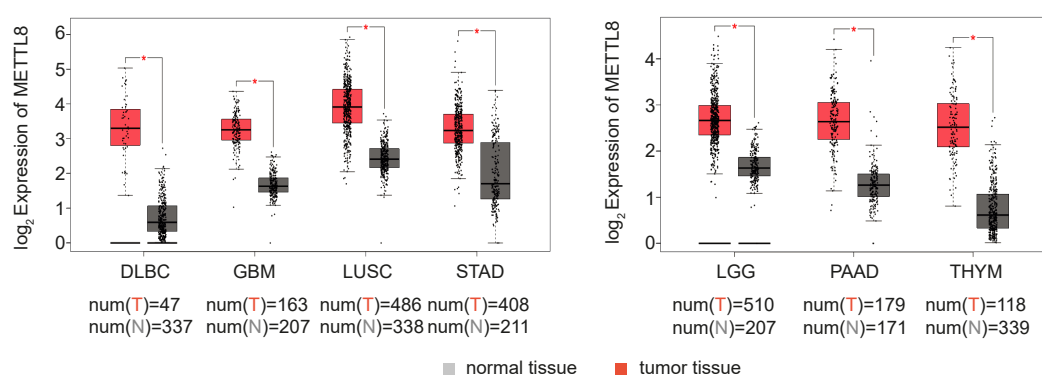 log2 Expression of METTL8
6
5
4
3
2
1
0
* * * *
DLBC GBM LUSC STAD
num(T)=47 num(T)=163 num(T)=486 num(T)=408
num(N)=337 num(N)=207 num(N)=338 num(N)=211
log2 Expression of METTL8
4
3
2
1
0
* * *
LGG PAAD THYM
num(T)=510 num(T)=179 num(T)=118
num(N)=207 num(N)=171 num(N)=339
normal tissue tumor tissue